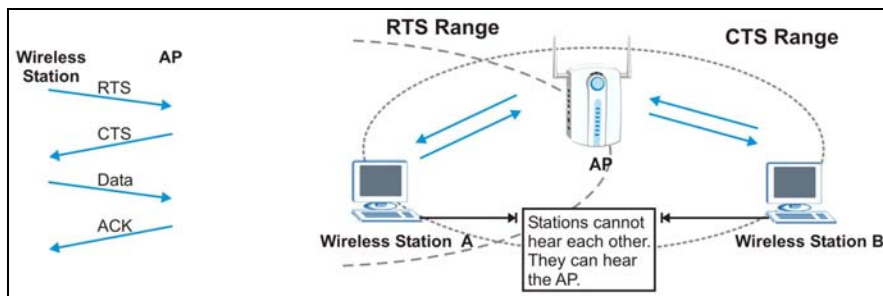 RTS Range
CTS Range
Wireless
Station
AP
RTS
CTS
Data
ACK
AP
Wireless Station A
Stations cannot
hear each other.
They can hear
the AP.
Wireless Station B